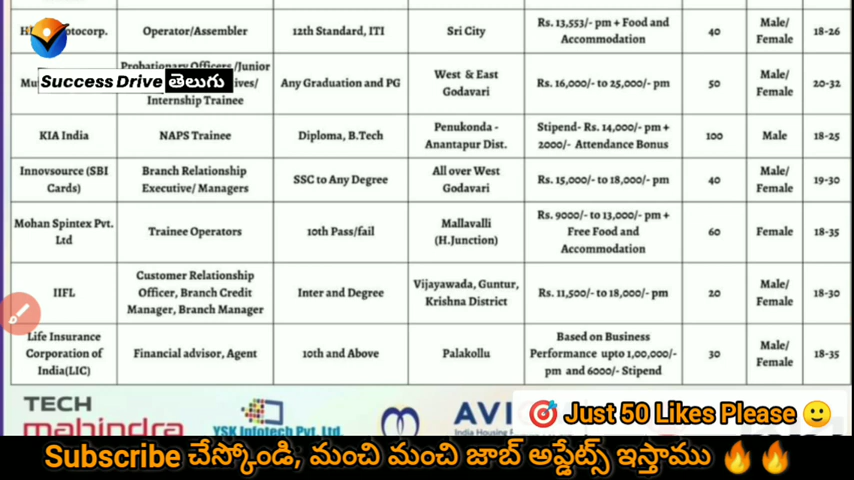 Operator/Assembler 12th Standard, ITI Sri City Rs. 13,553/- pm + Food and Accommodation 40 Male/ Female 18-26
Success Drive తెలుగు
Probationary Officers /Junior
Internship Trainee Any Graduation and PG West & East Godavari Rs. 16,000/- to 25,000/- pm 50 Male/ Female 20-32
KIA India NAPS Trainee Diploma, B.Tech Penukonda - Anantapur Dist. Stipend- Rs. 14,000/- pm + 2000/- Attendance Bonus 100 Male 18-25
Innovsource (SBI Cards) Branch Relationship Executive/ Managers SSC to Any Degree All over West Godavari Rs. 15,000/- to 18,000/- pm 40 Male/ Female 19-30
Mohan Spintex Pvt. Ltd Trainee Operators 10th Pass/fail Mallavalli (H.Junction) Rs. 9000/- to 13,000/- pm + Free Food and Accommodation 60 Female 18-35
IIFL Customer Relationship Officer, Branch Credit Manager, Branch Manager Inter and Degree Vijayawada, Guntur, Krishna District Rs. 11,500/- to 18,000/- pm 20 Male/ Female 18-30
Life Insurance Corporation of India(LIC) Financial advisor, Agent 10th and Above Palakollu Based on Business Performance upto 1,00,000/- pm and 6000/- Stipend 30 Male/ Female 18-35
TECH
mahindra
YSK Infotech Pvt. Ltd.
India Housing
🎯 Just 50 Likes Please 🙂
Subscribe చేస్కోండి, మంచి మంచి జాబ్ అప్డేట్స్ ఇస్తాము 🔥🔥